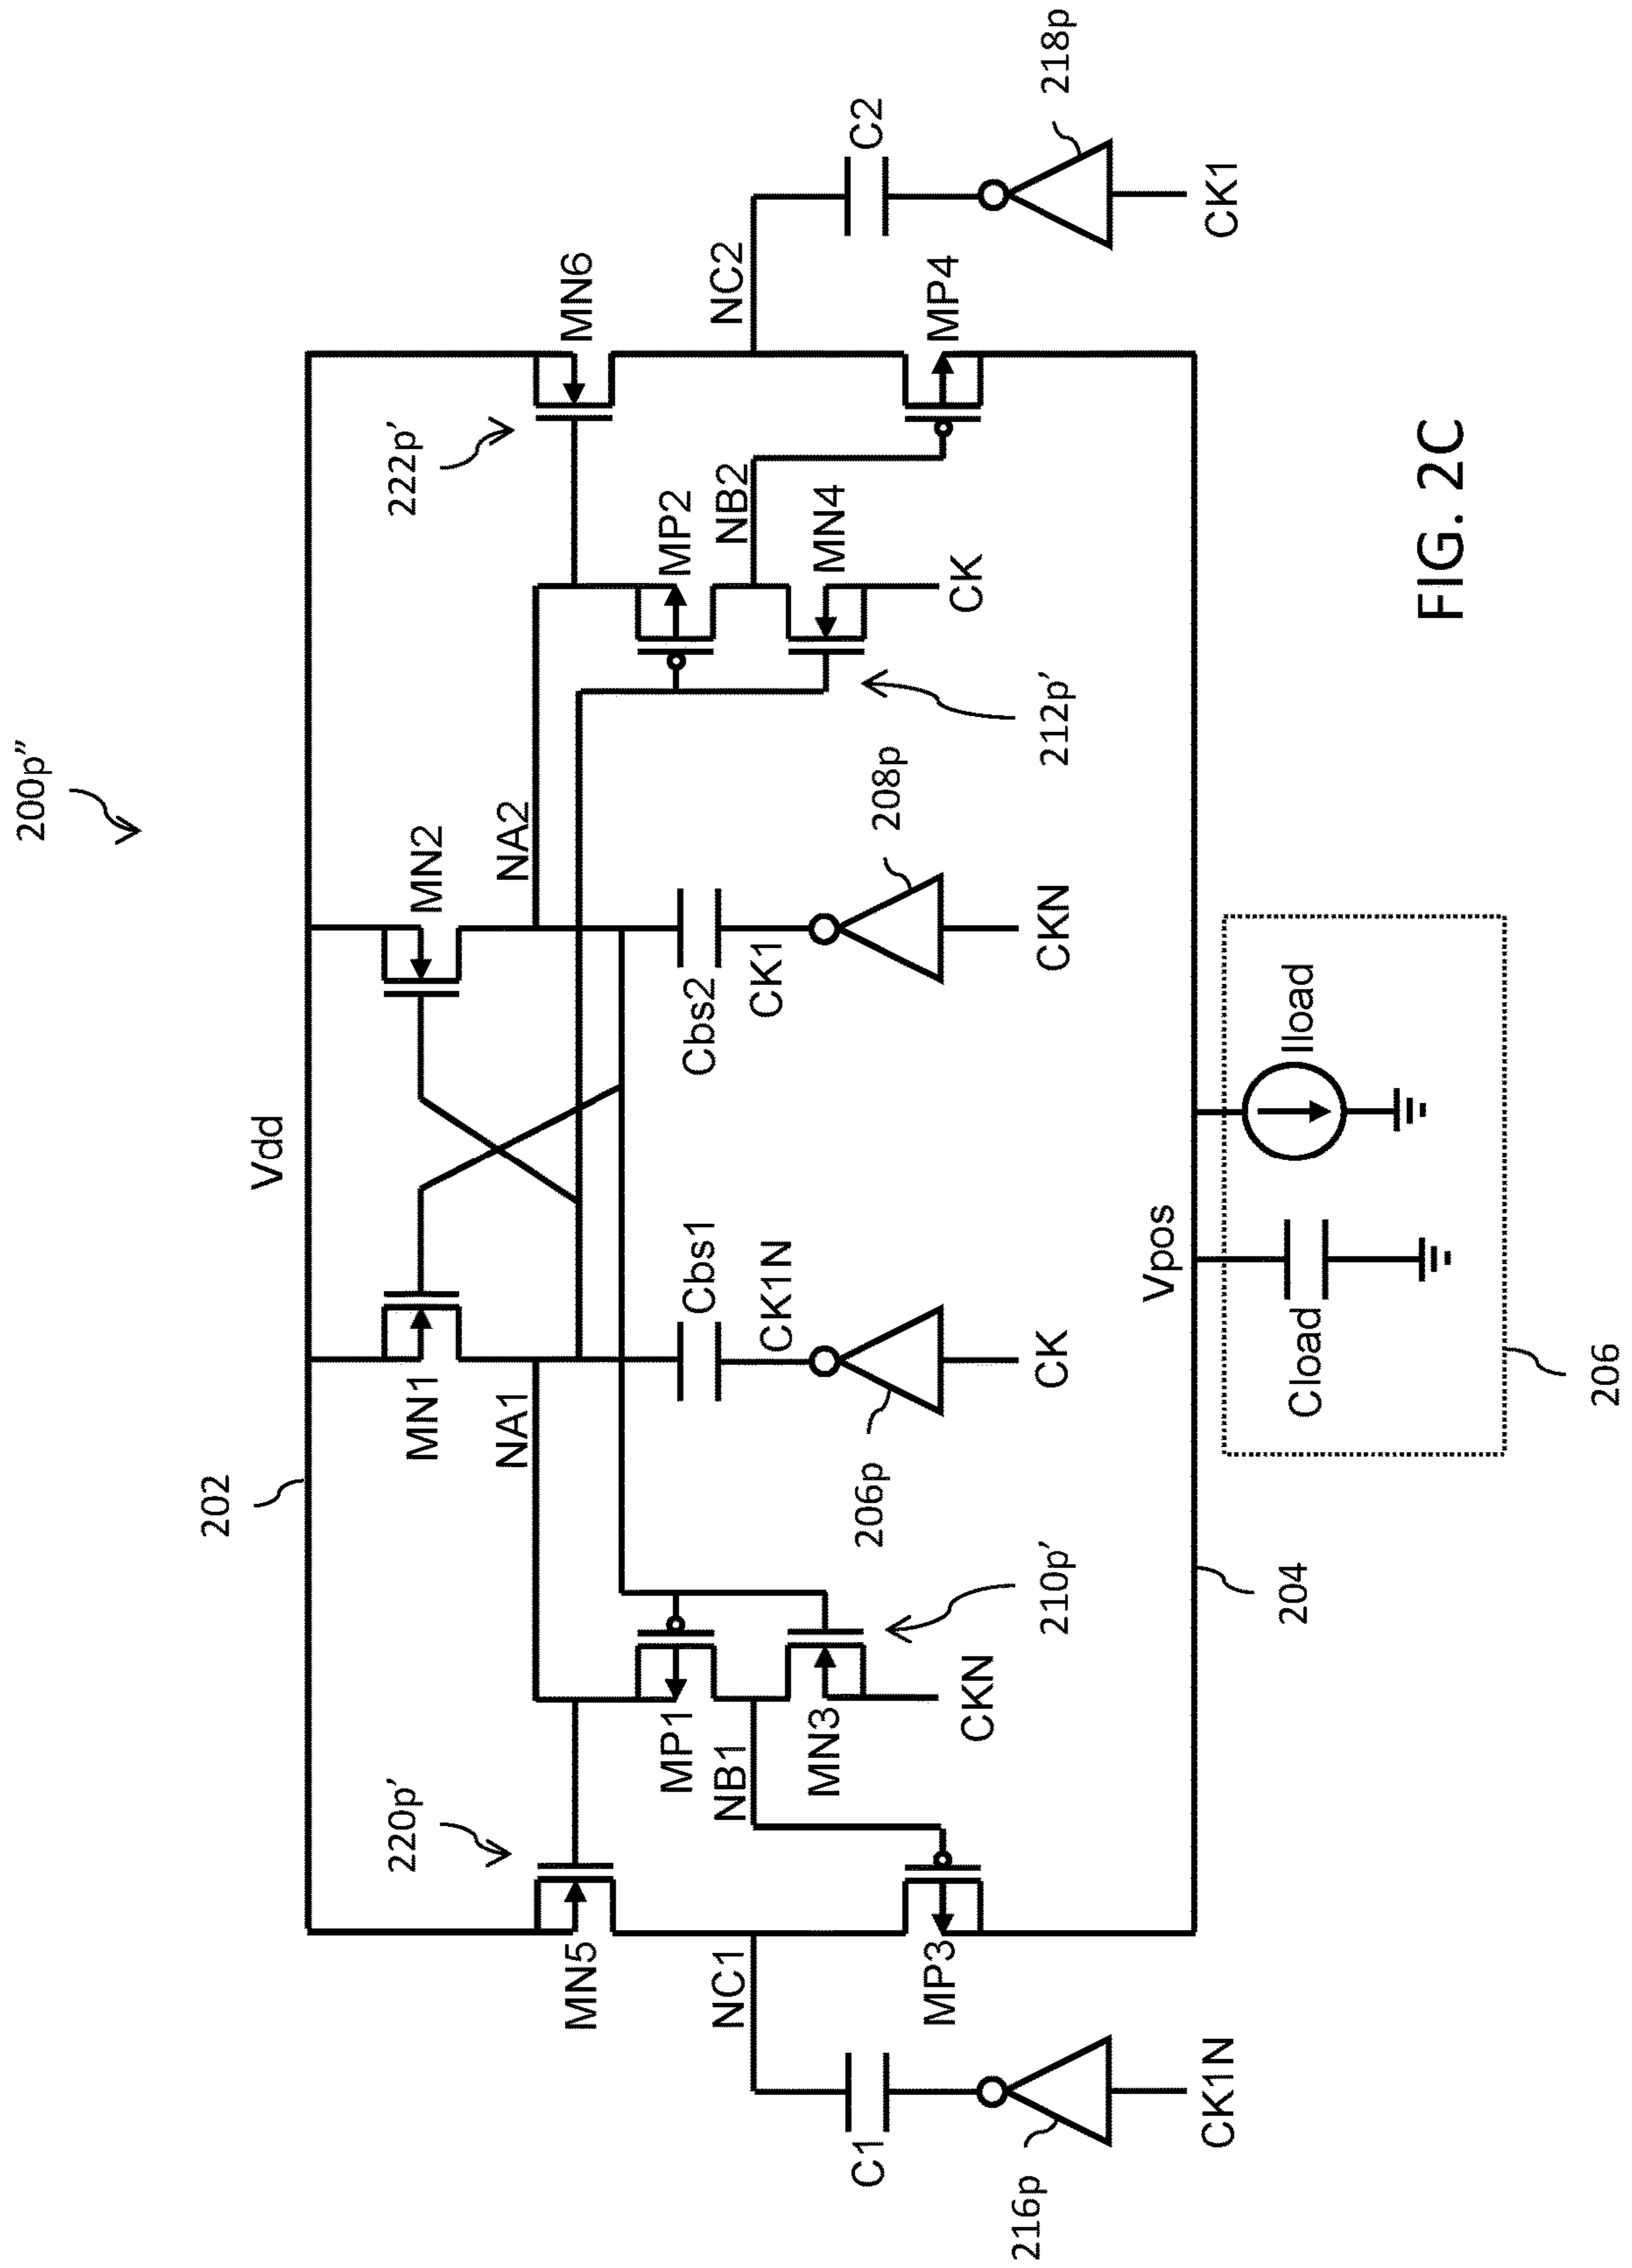 200p”
202
Vdd
220p’
MN5
MN1
MN2
222p’
MN6
NA1
NA2
MP1
Cbs1
Cbs2
MP2
NC1
NB1
MN3
CK1N
CK1
NB2
MN4
NC2
C1
C2
MP3
CKN
210p’
206p
CK
208p
CKN
212p’
CK
MP4
216p
CK1N
218p
CK1
204
Vpos
Cload
Iload
206
FIG. 2C